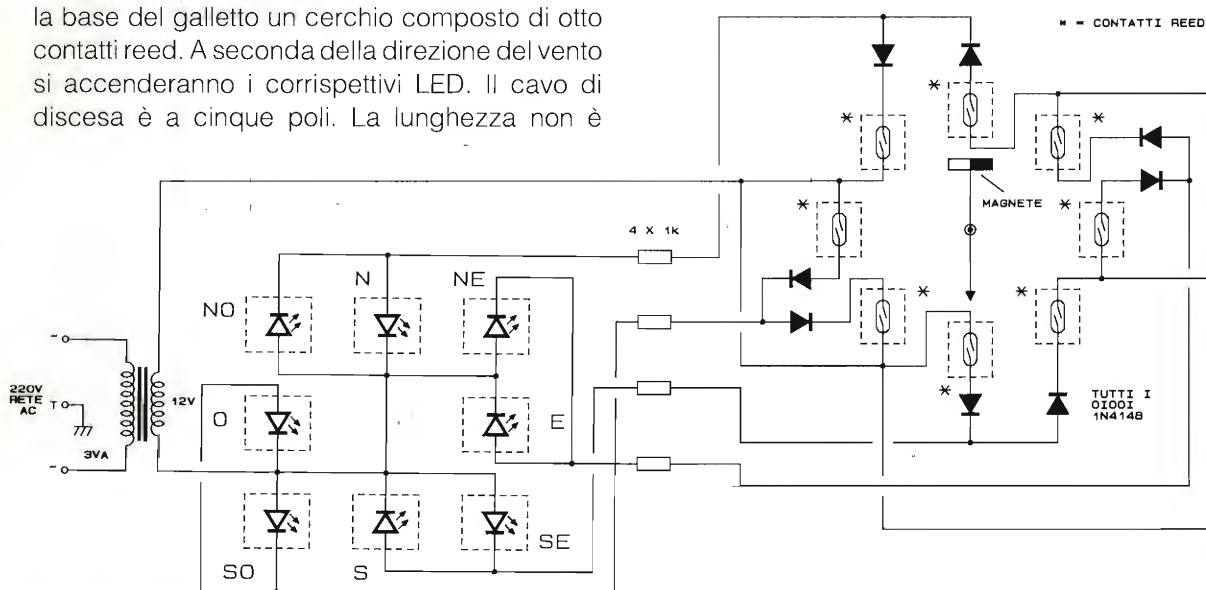 la base del galletto un cerchio composto di otto
contatti reed. A seconda della direzione del vento
si accenderanno i corrispettivi LED. Il cavo di
discesa è a cinque poli. La lunghezza non è
* = CONTATTI REED
*
*
*
*
MAGNETE
*
4 X 1k
N
NE
NO
*
*
~
220V
RETE
AC
T
~
3VA
12V
O
E
*
TUTTI I
DIODI
1N4148
SO
S
SE